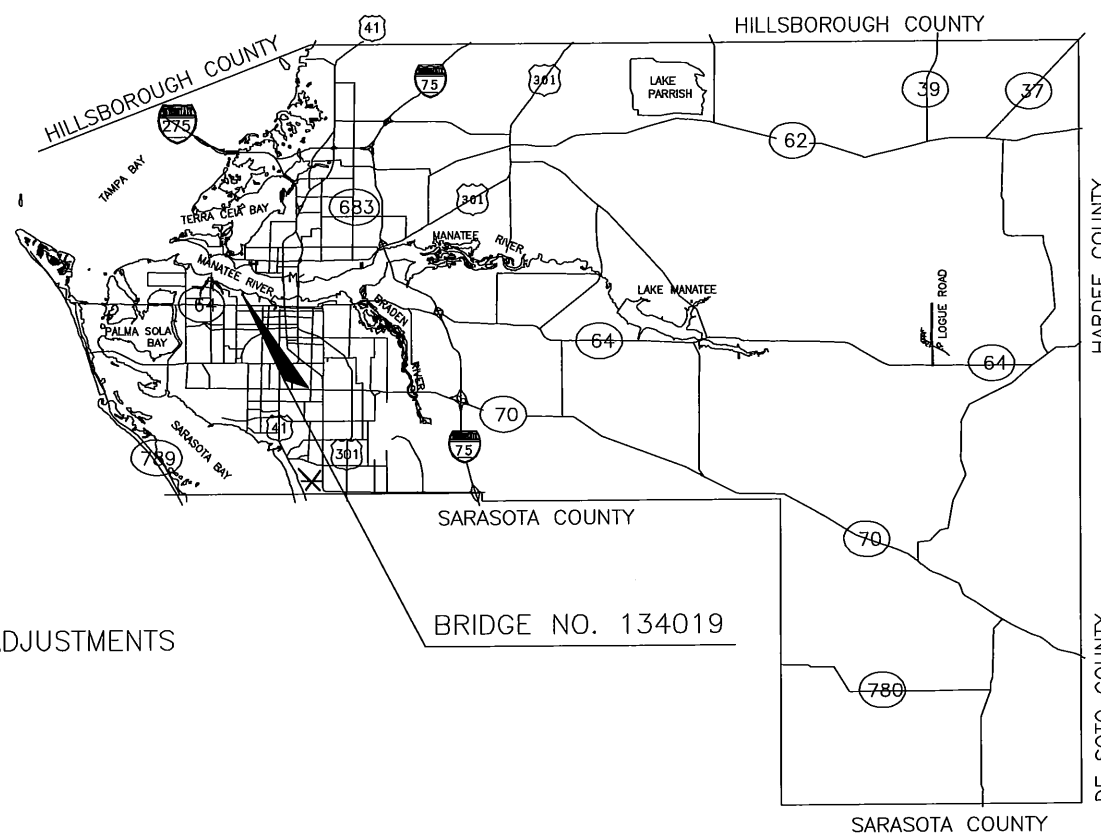 41
HILLSBOROUGH COUNTY
HILLSBOROUGH COUNTY
75
301
LAKE
PARRISH
39
37
275
62
TAMPA BAY
TERRA CEIA BAY
683
301
MANATEE RIVER
MANATEE RIVER
HARDEE COUNTY
64
BRADEN RIVER
LAKE MANATEE
LOGUE ROAD
PALMA SOLA
BAY
64
64
70
41
SARASOTA BAY
789
301
75
SARASOTA COUNTY
70
ADJUSTMENTS
BRIDGE NO. 134019
780
DE SOTO COUNTY
SARASOTA COUNTY